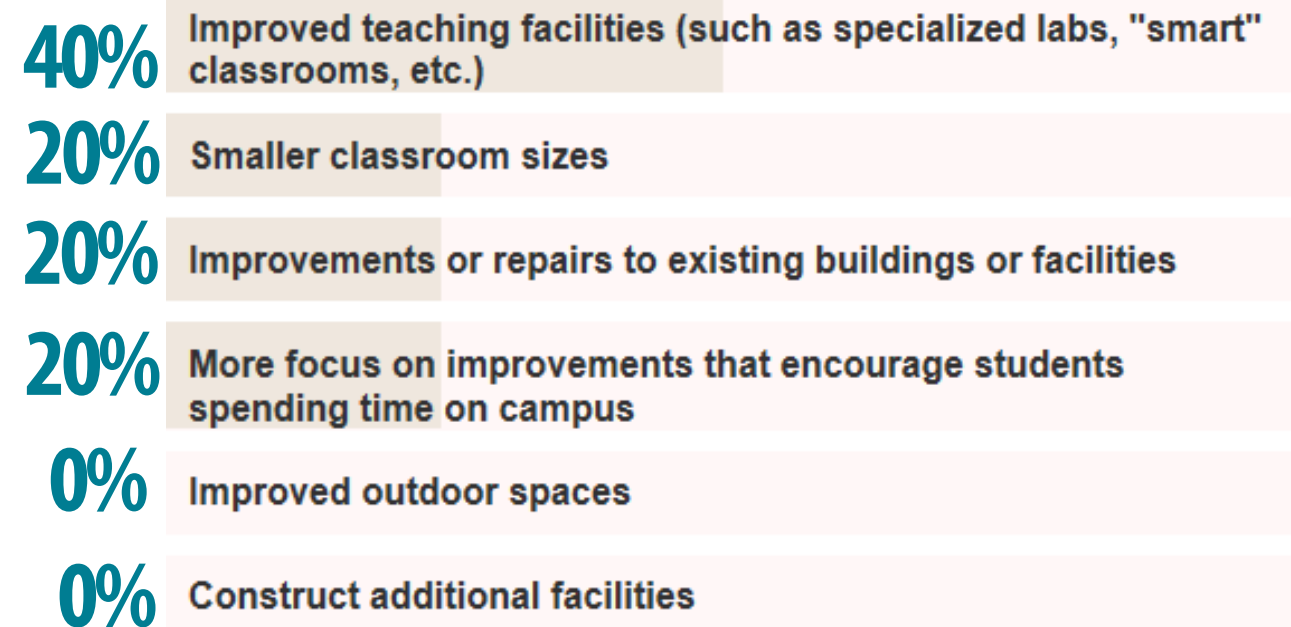 40% Improved teaching facilities (such as specialized labs, "smart"
classrooms, etc.)
20% Smaller classroom sizes
20% Improvements or repairs to existing buildings or facilities
20% More focus on improvements that encourage students
spending time on campus
0% Improved outdoor spaces
0% Construct additional facilities